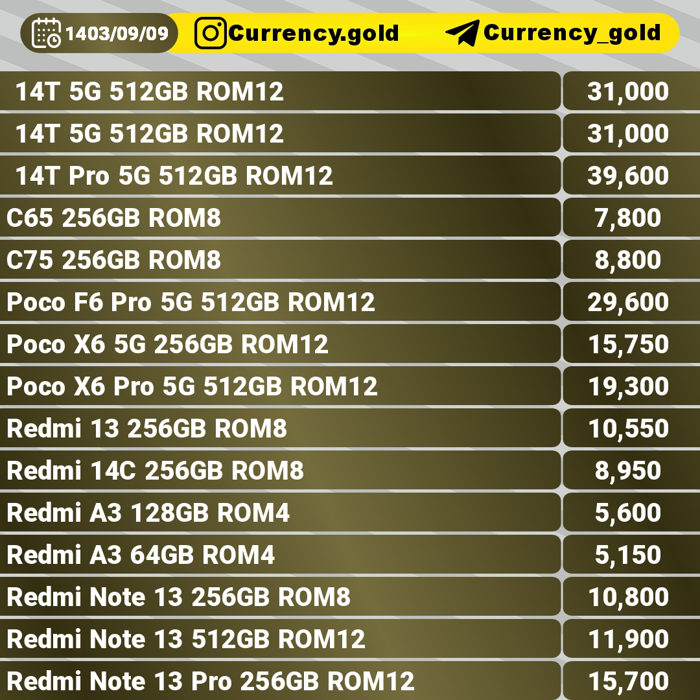 1403/09/09 Currency.gold Currency_gold
14T 5G 512GB ROM12 31,000
14T 5G 512GB ROM12 31,000
14T Pro 5G 512GB ROM12 39,600
C65 256GB ROM8 7,800
C75 256GB ROM8 8,800
Poco F6 Pro 5G 512GB ROM12 29,600
Poco X6 5G 256GB ROM12 15,750
Poco X6 Pro 5G 512GB ROM12 19,300
Redmi 13 256GB ROM8 10,550
Redmi 14C 256GB ROM8 8,950
Redmi A3 128GB ROM4 5,600
Redmi A3 64GB ROM4 5,150
Redmi Note 13 256GB ROM8 10,800
Redmi Note 13 512GB ROM12 11,900
Redmi Note 13 Pro 256GB ROM12 15,700